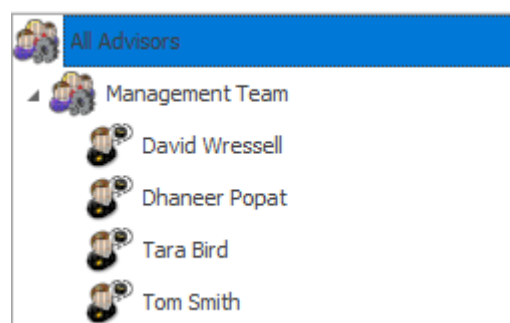 All Advisors
Management Team
David Wressell
Dhaneer Popat
Tara Bird
Tom Smith